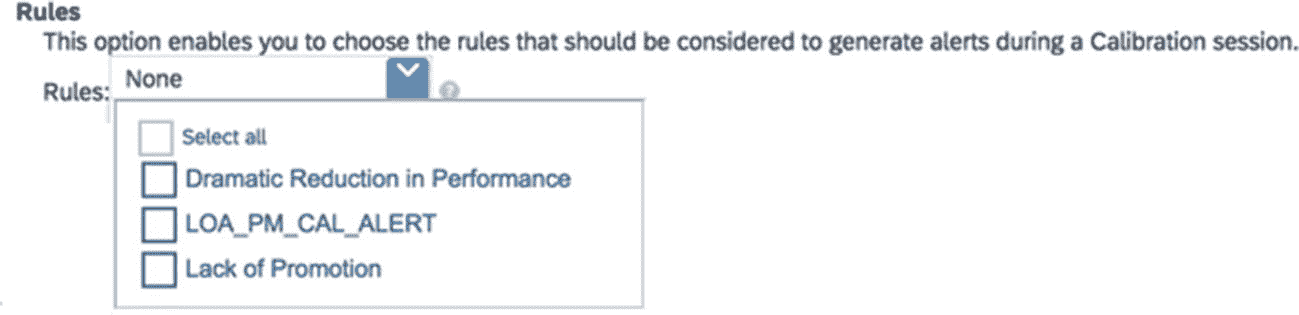 Rules
This option enables you to choose the rules that should be considered to generate alerts during a Calibration session.
Rules: None ?
Select all
Dramatic Reduction in Performance
LOA_PM_CAL_ALERT
Lack of Promotion